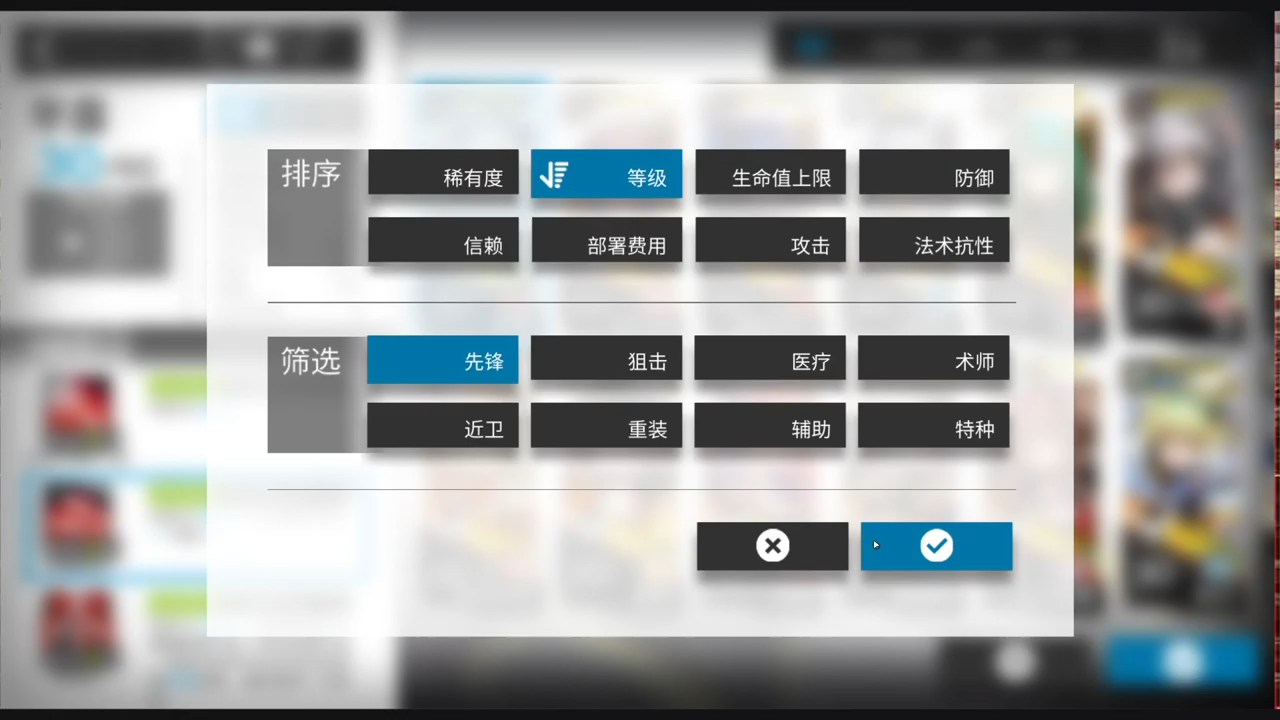 排序
稀有度
等级
生命值上限
防御
信赖
部署费用
攻击
法术抗性
筛选
先锋
狙击
医疗
术师
近卫
重装
辅助
特种